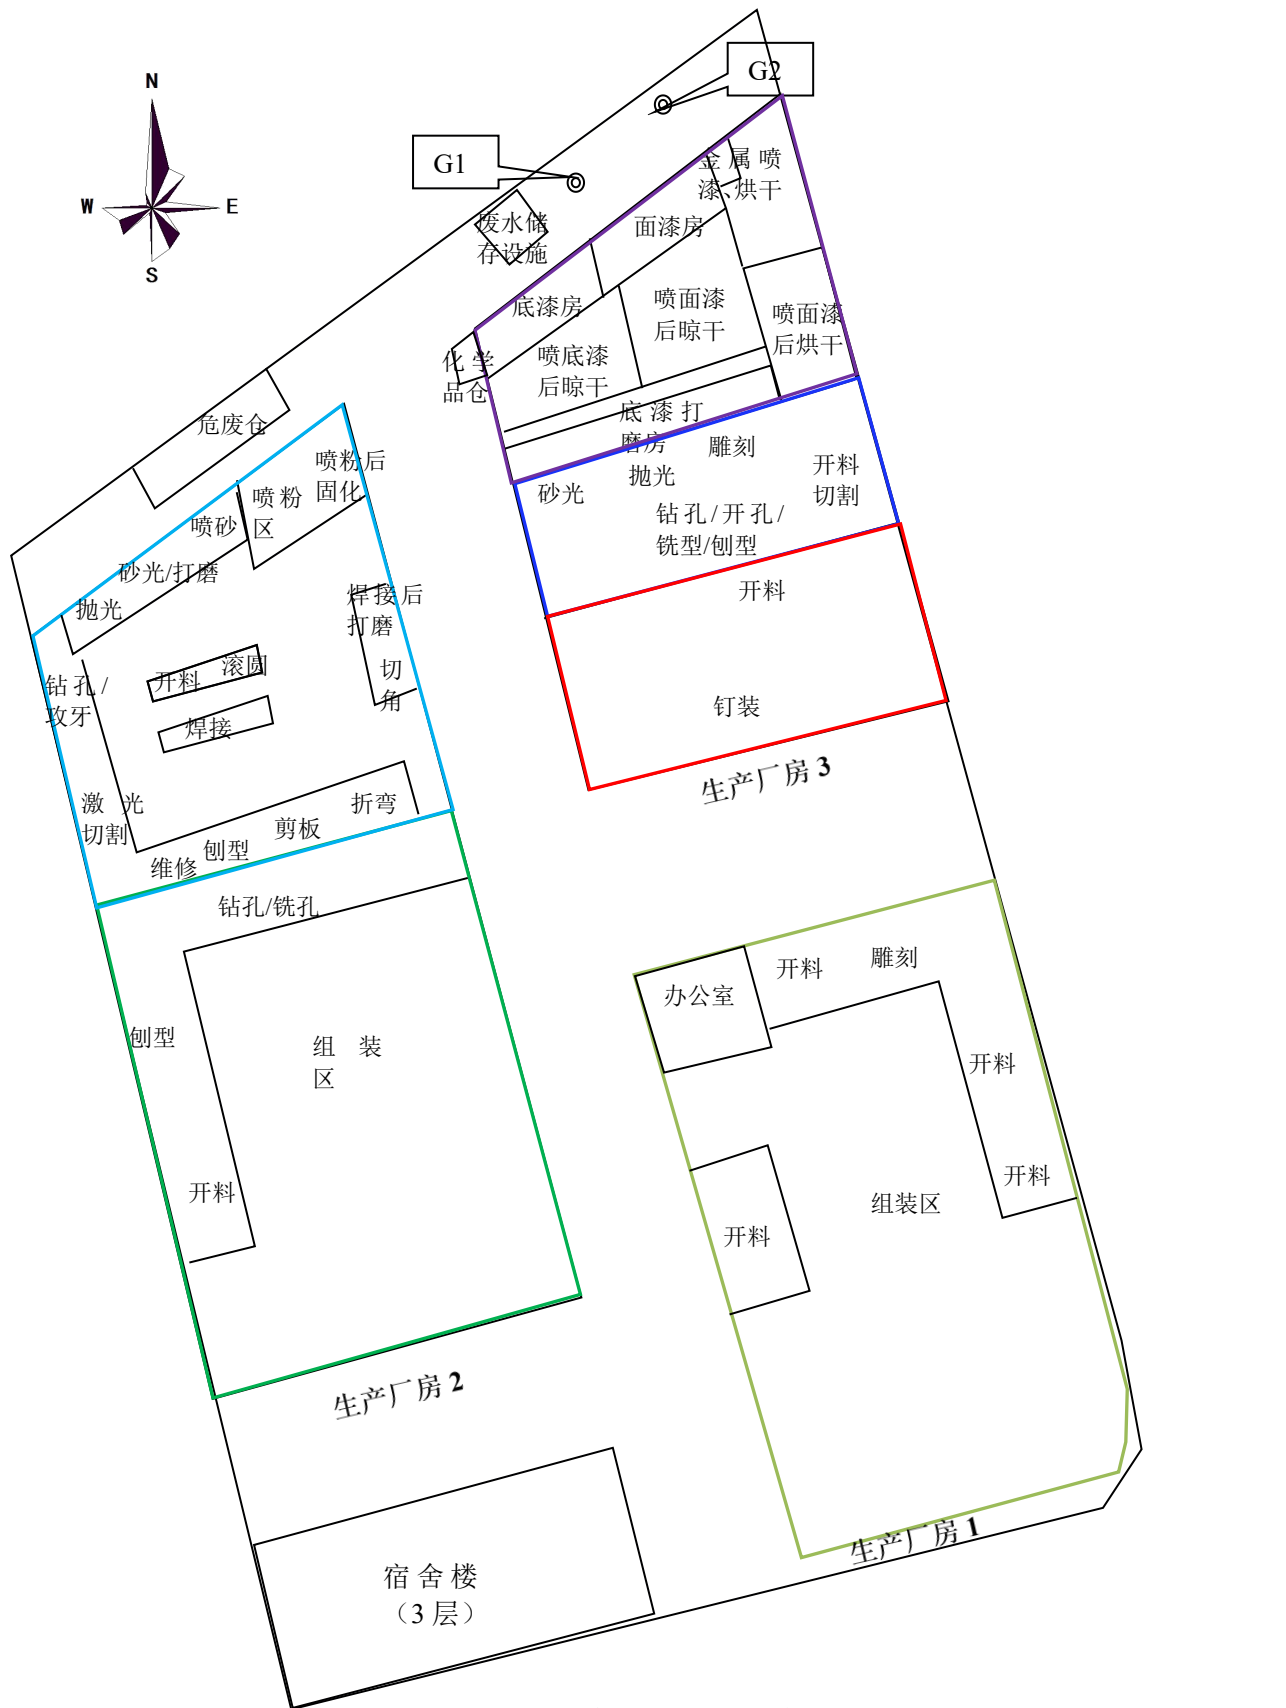 N
W
E
S
G2
G1
废水储
存设施
金属喷
漆、烘干
面漆房
底漆房
喷面漆
后晾干
喷面漆
后烘干
化学
品仓
喷底漆
后晾干
底漆打
磨房
危废仓
喷粉后
固化
喷粉
区
喷砂
砂光/打磨
抛光
雕刻
抛光
砂光
开料
切割
钻孔/开孔/
铣型/刨型
开料
钉装
生产厂房 3
焊接后
打磨
切
角
钻孔/
攻牙
开料
滚圆
焊接
激光
切割
折弯
剪板
刨型
维修
钻孔/铣孔
刨型
组装
区
开料
生产厂房 2
办公室
开料
雕刻
开料
开料
组装区
开料
生产厂房 1
宿舍楼
（3 层）